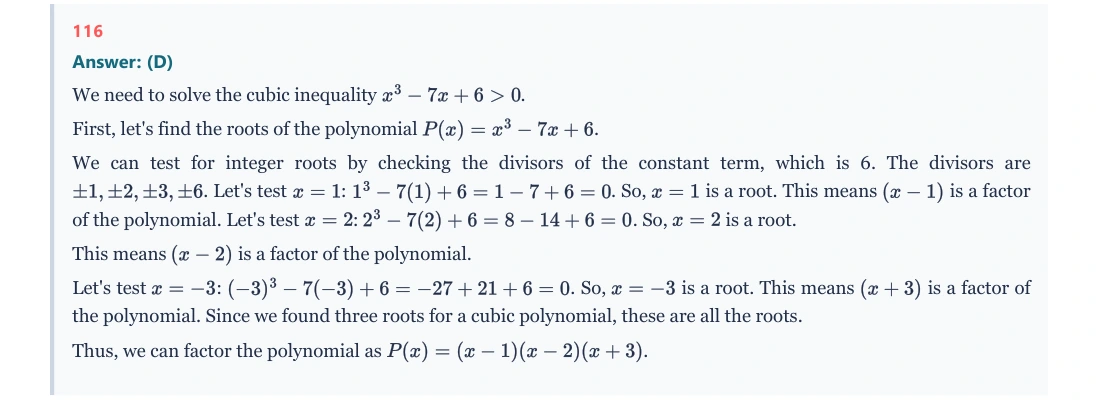 116
Answer: (D)
We need to solve the cubic inequality x³ − 7x + 6 > 0.
First, let's find the roots of the polynomial P(x) = x³ − 7x + 6.
We can test for integer roots by checking the divisors of the constant term, which is 6. The divisors are
±1, ±2, ±3, ±6. Let's test x = 1: 1³ − 7(1) + 6 = 1 − 7 + 6 = 0. So, x = 1 is a root. This means (x − 1) is a factor
of the polynomial. Let's test x = 2: 2³ − 7(2) + 6 = 8 − 14 + 6 = 0. So, x = 2 is a root.
This means (x − 2) is a factor of the polynomial.
Let's test x = −3: (−3)³ − 7(−3) + 6 = −27 + 21 + 6 = 0. So, x = −3 is a root. This means (x + 3) is a factor of
the polynomial. Since we found three roots for a cubic polynomial, these are all the roots.
Thus, we can factor the polynomial as P(x) = (x − 1)(x − 2)(x + 3).